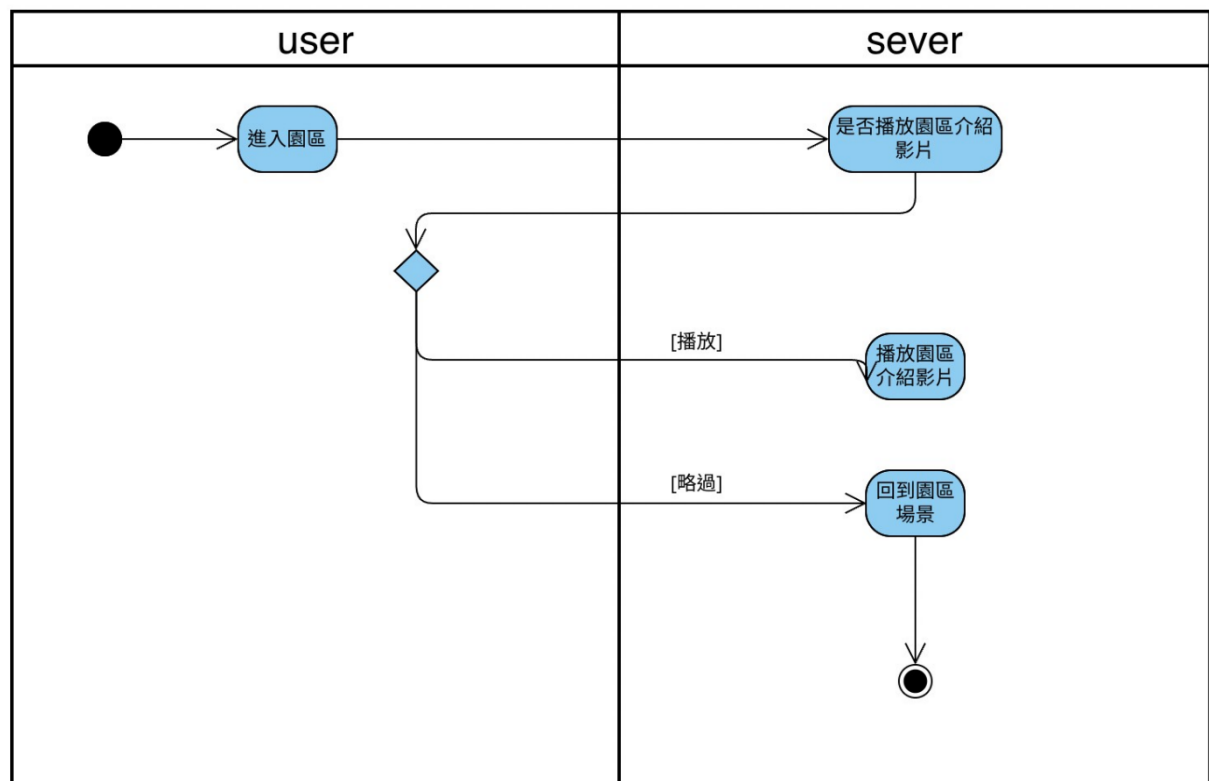 user
sever
進入園區
是否播放園區介紹
影片
[播放]
播放園區
介紹影片
[略過]
回到園區
場景